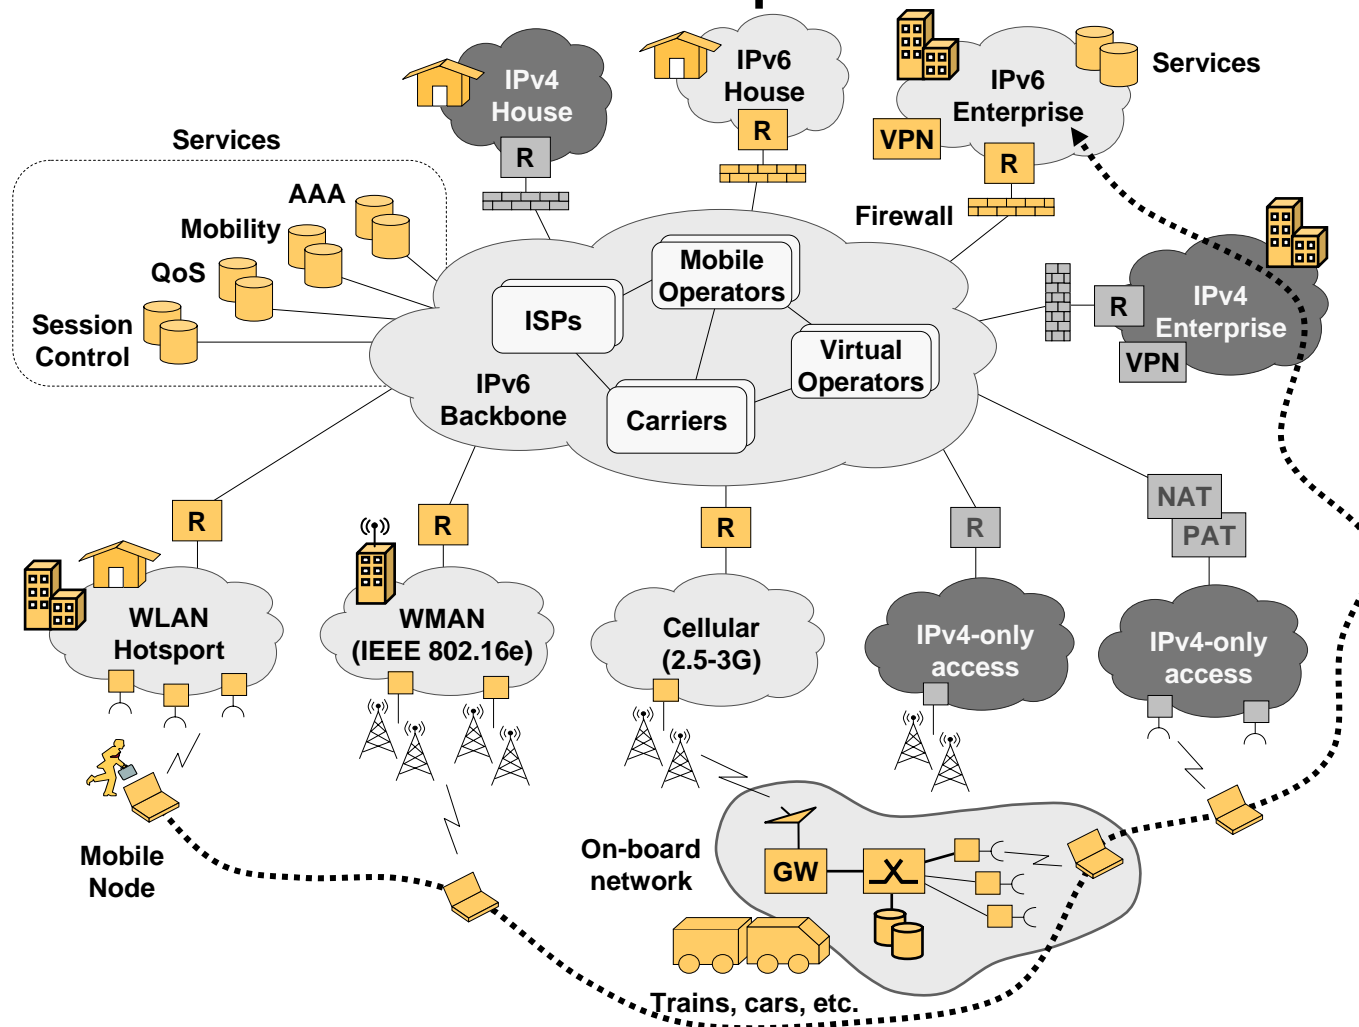 IPv4
House
R
IPv6
House
R
IPv6
Enterprise
VPN
R
Services
Services
AAA
Mobility
QoS
Session
Control
Firewall
Mobile
Operators
ISPs
Virtual
Operators
Carriers
IPv6
Backbone
R
IPv4
Enterprise
VPN
R
R
R
R
NAT
PAT
WLAN
Hotsport
WMAN
(IEEE 802.16e)
Cellular
(2.5-3G)
IPv4-only
access
IPv4-only
access
Mobile
Node
On-board
network
GW
Trains, cars, etc.